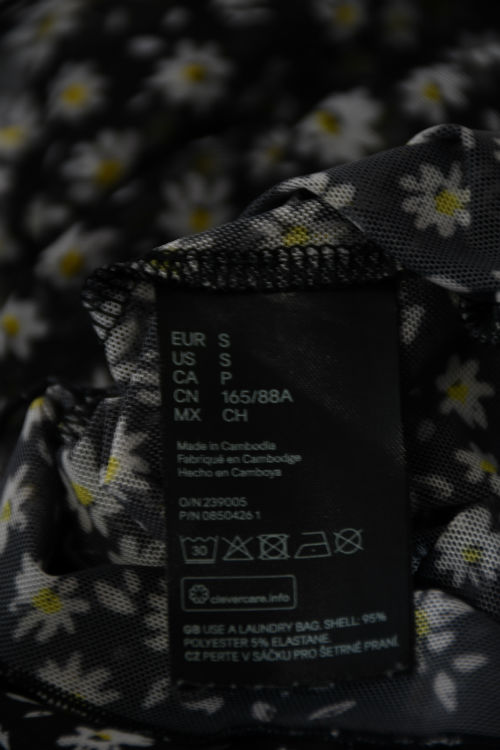 EUR S
US S
CA P
CN 165/88A
MX CH
Made in Cambodia
Fabriqué en Cambodge
Hecho en Camboya
O/N 239005
P/N 0850426 1
30
clevercare.info
GB USE A LAUNDRY BAG. SHELL: 95%
POLYESTER 5% ELASTANE.
CZ PERTE V SÁČKU PRO ŠETRNÉ PRANÍ.